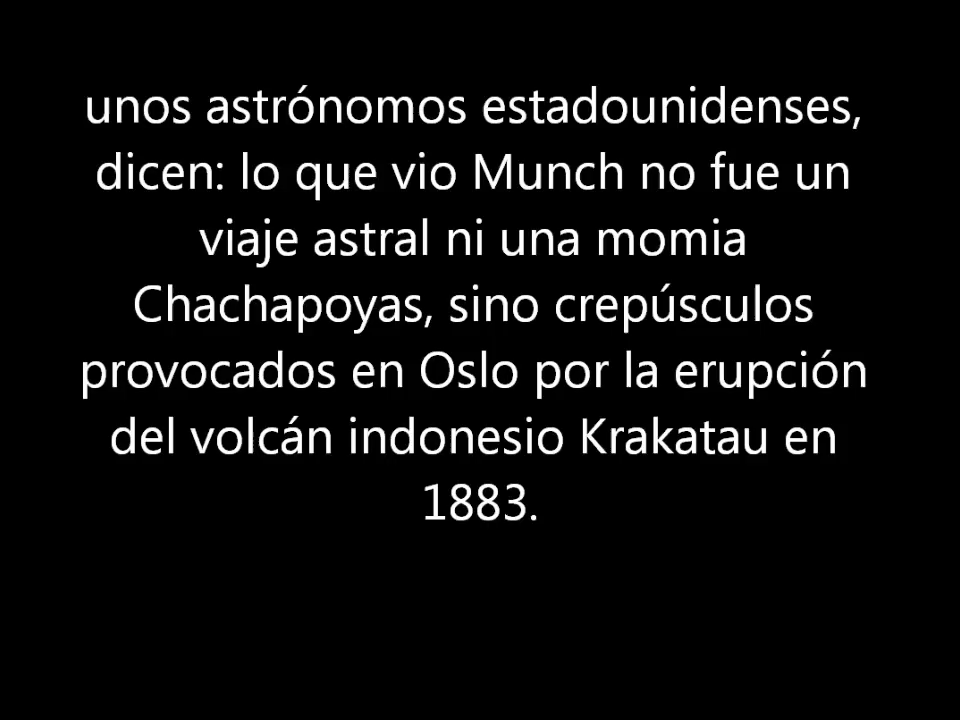 unos astrónomos estadounidenses,
dicen: lo que vio Munch no fue un
viaje astral ni una momia
Chachapoyas, sino crepúsculos
provocados en Oslo por la erupción
del volcán indonesio Krakatau en
1883.